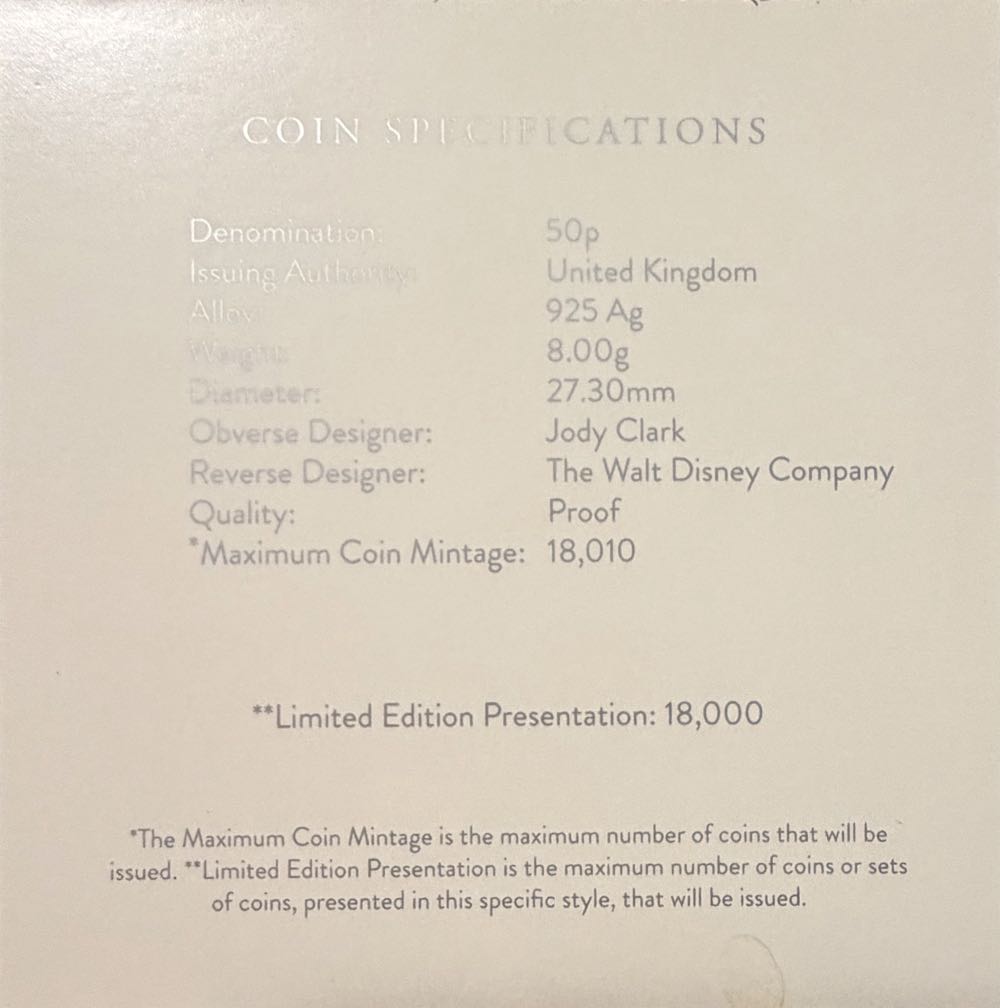 COIN SPECIFICATIONS
Denomination: 50p
Issuing Authority: United Kingdom
Alloy 925 Ag
Weight: 8.00g
Diameter: 27.30mm
Obverse Designer: Jody Clark
Reverse Designer: The Walt Disney Company
Quality: Proof
*Maximum Coin Mintage: 18,010
**Limited Edition Presentation: 18,000
*The Maximum Coin Mintage is the maximum number of coins that will be
issued. **Limited Edition Presentation is the maximum number of coins or sets
of coins, presented in this specific style, that will be issued.